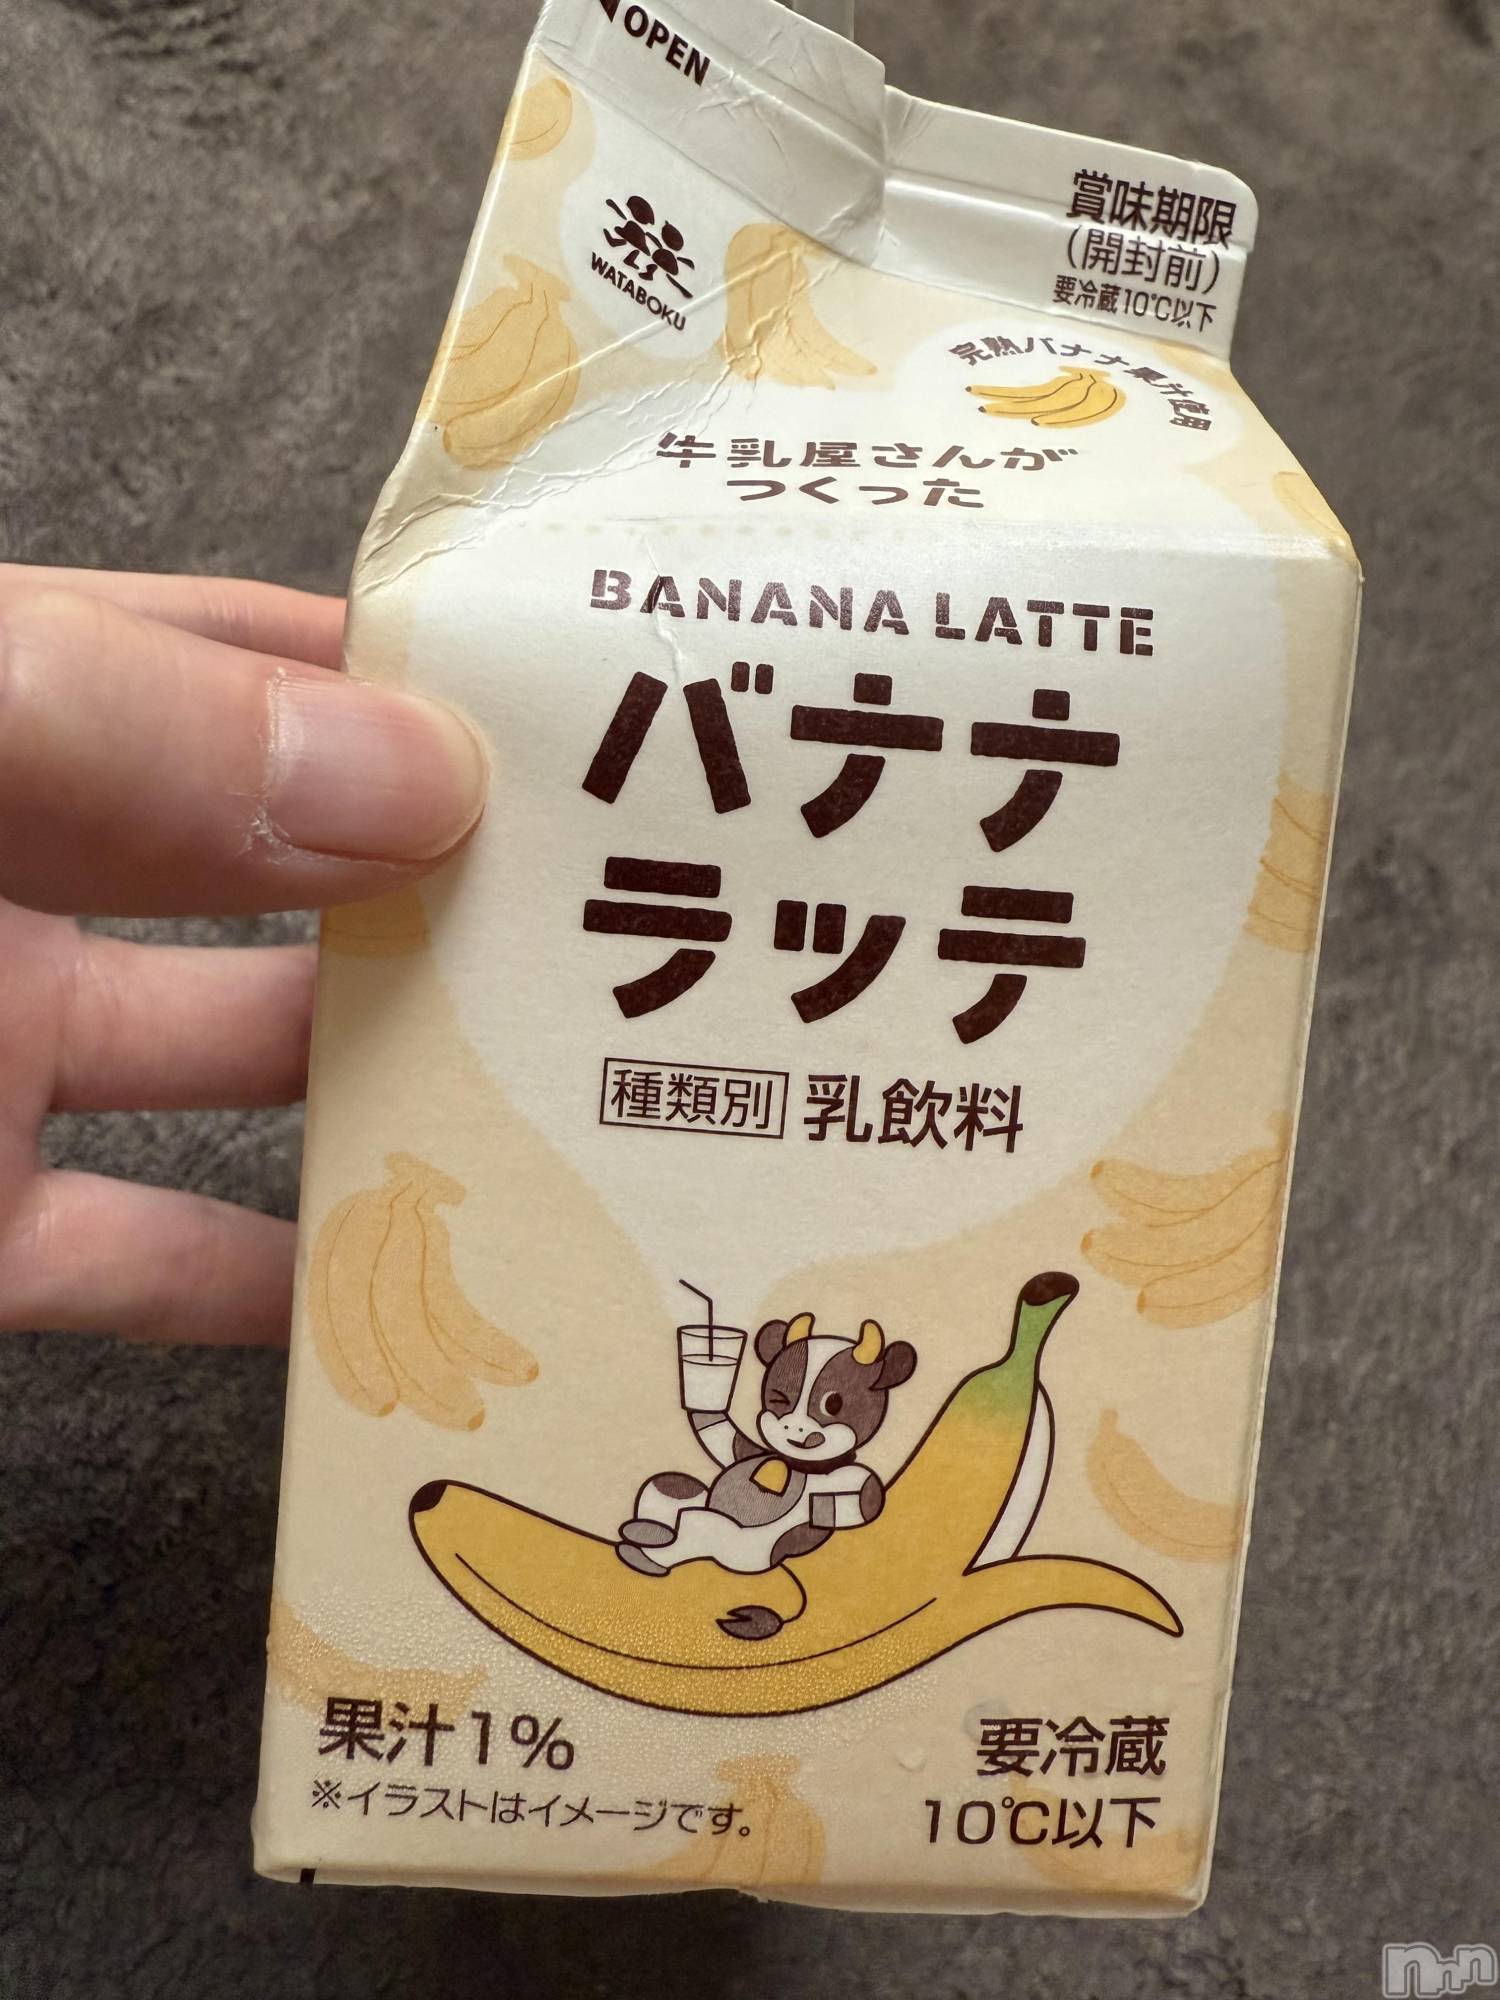 OPEN
賞味期限
(開封前)
要冷蔵10℃以下
WATABOKU
完熟バナナ果汁使用
牛乳屋さんが
つくった
BANANA LATTE
バナナ
ラッテ
種類別 乳飲料
果汁1%
※イラストはイメージです。
要冷蔵
10℃以下
nnn